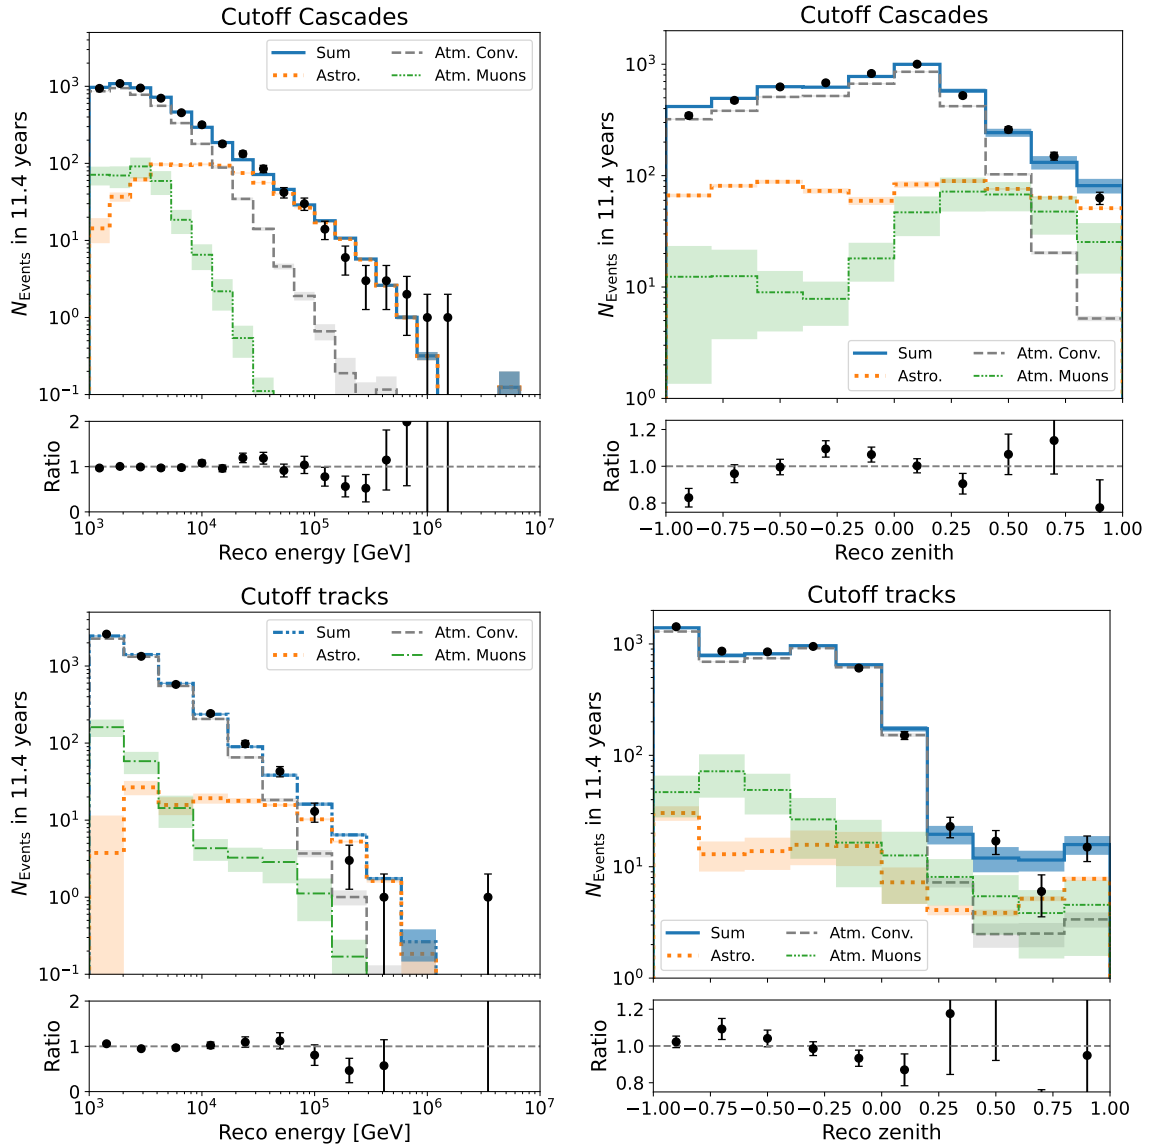 Cutoff Cascades
Sum
Astro.
Atm. Conv.
Atm. Muons
N_Events in 11.4 years
10^3
10^2
10^1
10^0
10^−1
Ratio
2
1
0
10^3 10^4 10^5 10^6 10^7
Reco energy [GeV]
Cutoff Cascades
N_Events in 11.4 years
10^3
10^2
10^1
10^0
Sum
Astro.
Atm. Conv.
Atm. Muons
Ratio
1.2
1.0
0.8
−1.00 −0.75 −0.50 −0.25 0.00 0.25 0.50 0.75 1.00
Reco zenith
Cutoff tracks
Sum
Astro.
Atm. Conv.
Atm. Muons
N_Events in 11.4 years
10^3
10^2
10^1
10^0
10^−1
Ratio
2
1
0
10^3 10^4 10^5 10^6 10^7
Reco energy [GeV]
Cutoff tracks
N_Events in 11.4 years
10^3
10^2
10^1
10^0
Sum
Astro.
Atm. Conv.
Atm. Muons
Ratio
1.2
1.0
0.8
−1.00 −0.75 −0.50 −0.25 0.00 0.25 0.50 0.75 1.00
Reco zenith